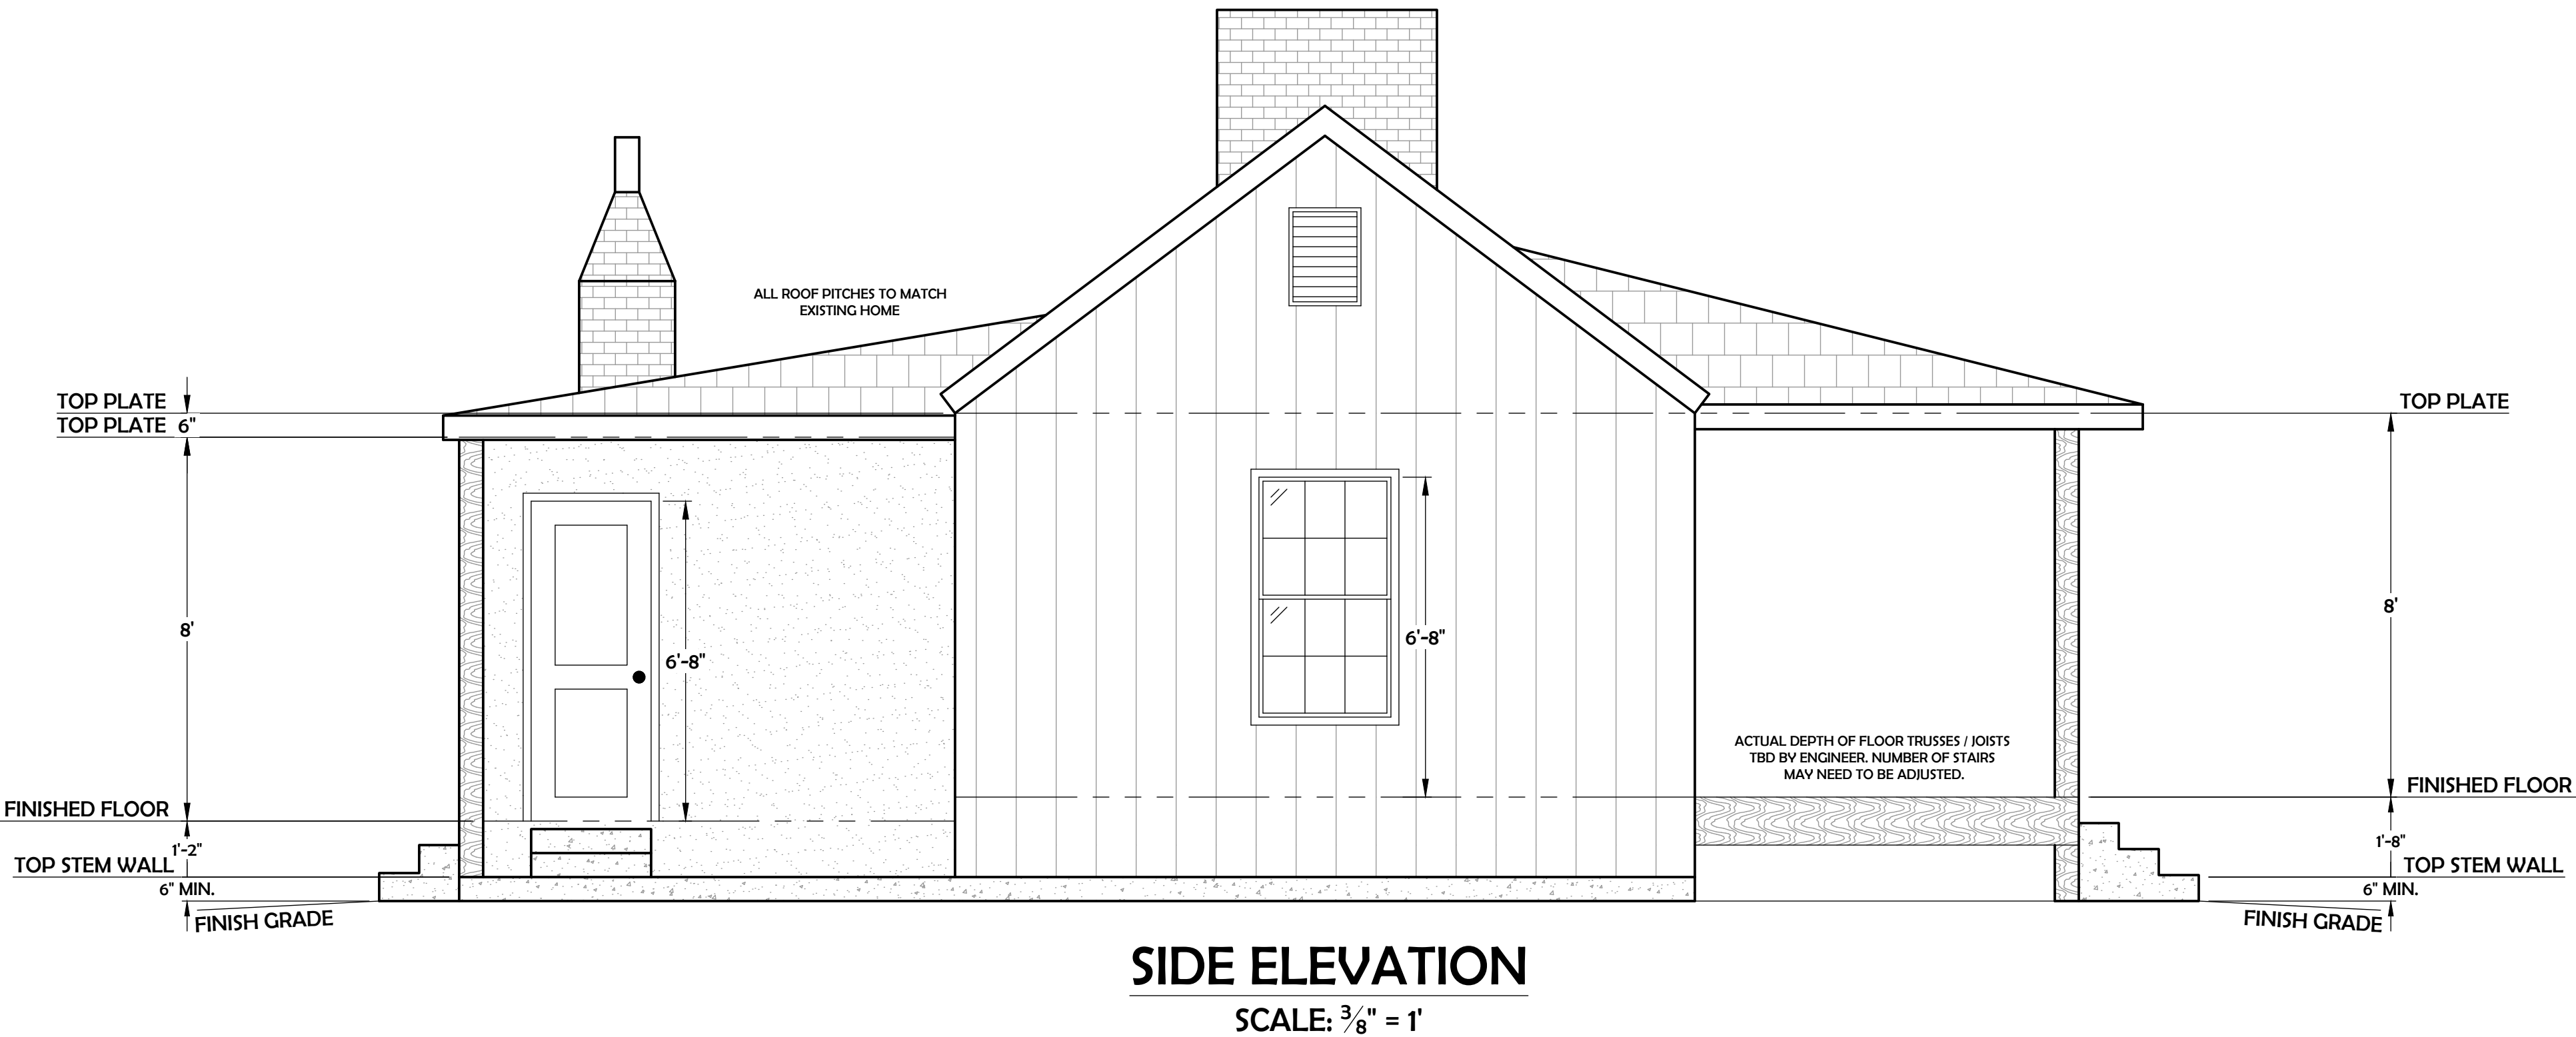 ALL ROOF PITCHES TO MATCH
EXISTING HOME
TOP PLATE
TOP PLATE 6"
TOP PLATE
8'
6'-8"
6'-8"
8'
ACTUAL DEPTH OF FLOOR TRUSSES / JOISTS
TBD BY ENGINEER. NUMBER OF STAIRS
MAY NEED TO BE ADJUSTED.
FINISHED FLOOR
1'-2"
TOP STEM WALL
6" MIN.
FINISH GRADE
FINISHED FLOOR
1'-8"
TOP STEM WALL
6" MIN.
FINISH GRADE
SIDE ELEVATION
SCALE: 3/8" = 1'